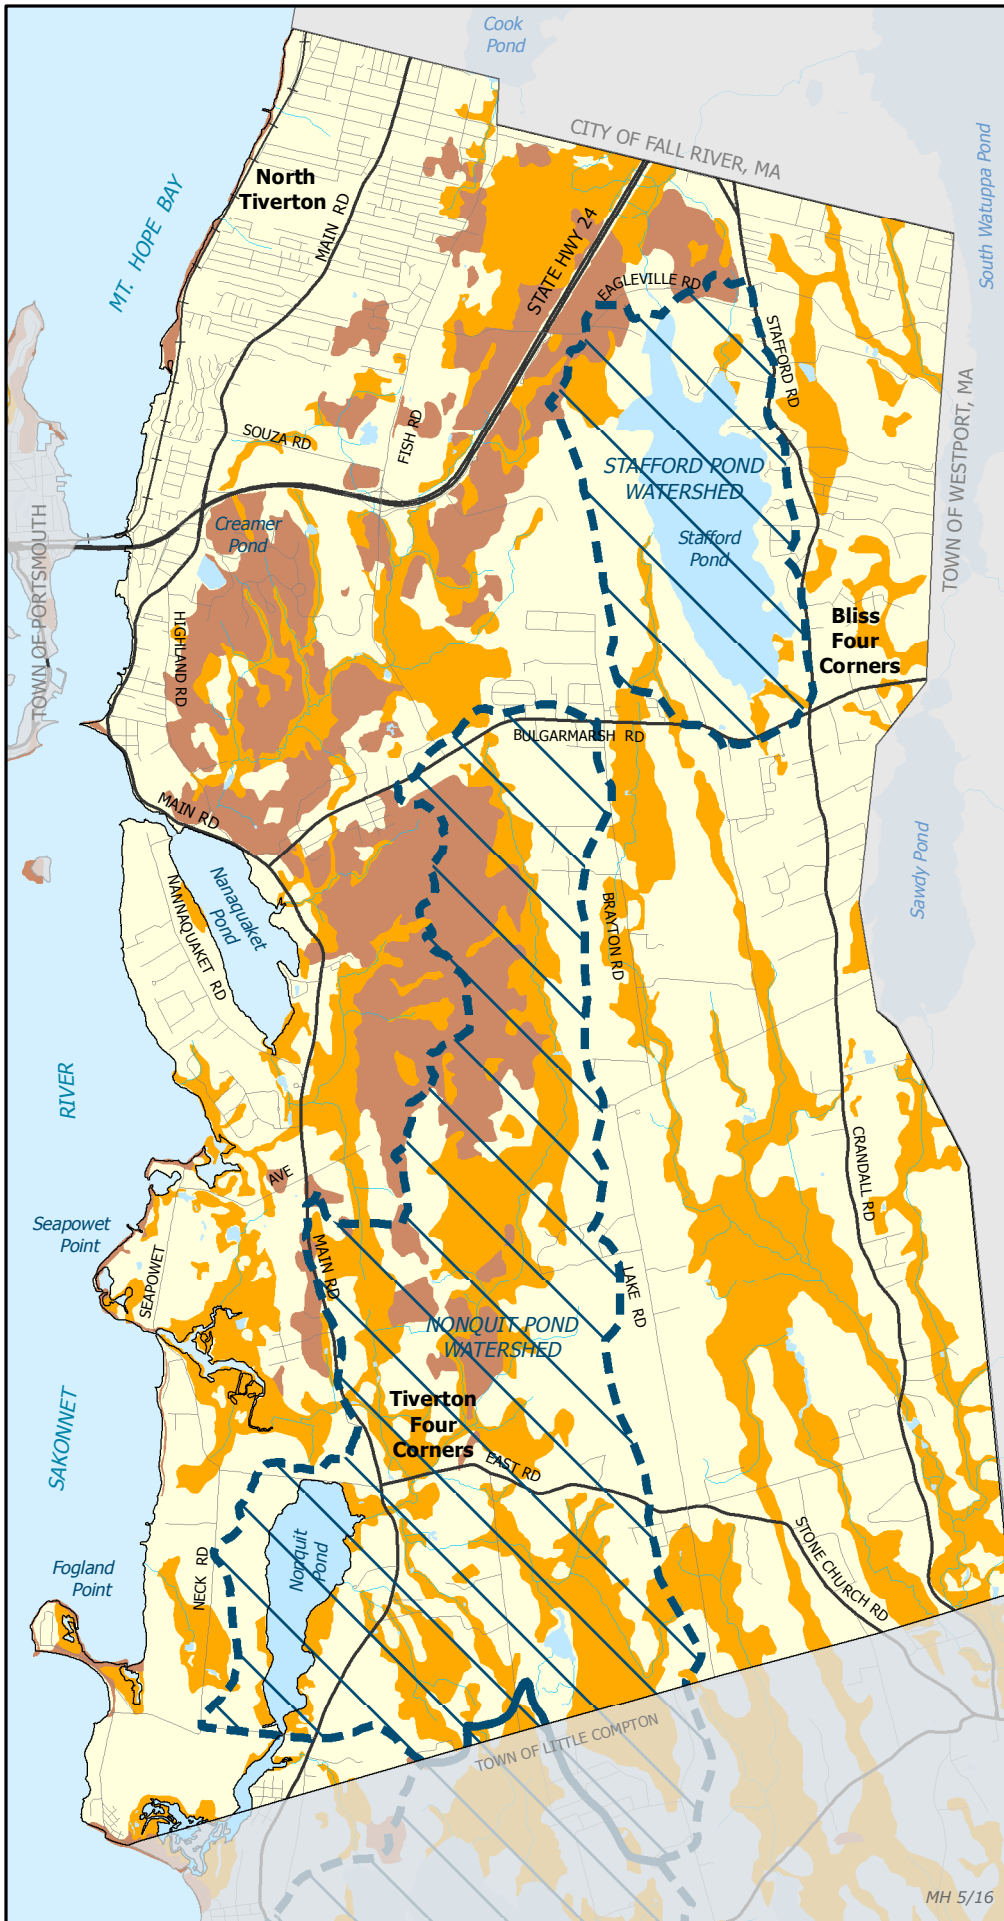 Cook
Pond
CITY OF FALL RIVER, MA
South Watuppa Pond
North
Tiverton
MAIN RD
MT. HOPE BAY
STATE HWY 24
EAGLEVILLE RD
STAFFORD RD
TOWN OF WESTPORT, MA
SOUZA RD
FISH RD
STAFFORD POND
WATERSHED
Creamer
Pond
Stafford
Pond
TOWN OF PORTSMOUTH
HIGHLAND RD
Bliss
Four
Corners
BULGARMARSH RD
MAIN RD
Nanaquaket
Pond
NANNAQUAKET RD
Sawdy Pond
BRAYTON RD
RIVER
CRANDALL RD
AVE
Seapowet
Point
SEAPOWET
MAIN RD
LAKE RD
NONQUIT POND
WATERSHED
Tiverton
Four
Corners
EAST RD
SAKONNET
STONE CHURCH RD
Nonquit
Pond
Fogland
Point
NECK RD
TOWN OF LITTLE COMPTON
MH 5/16